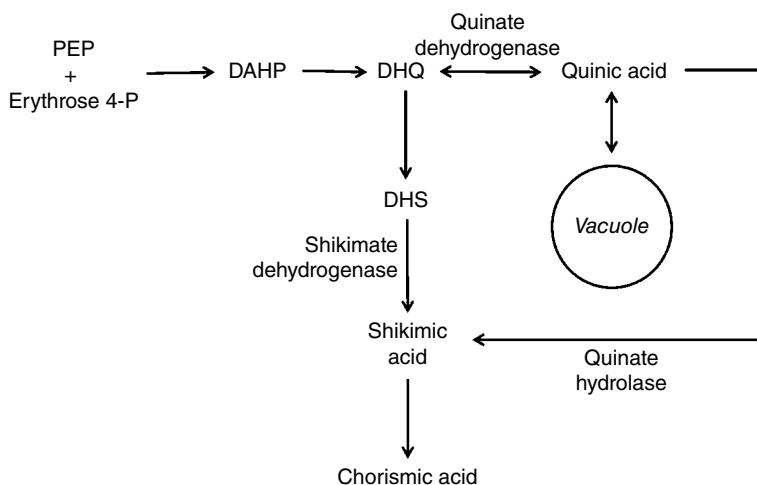 PEP
+
Erythrose 4-P
DAHP
DHQ
Quinate
dehydrogenase
Quinic acid
Vacuole
DHS
Shikimate
dehydrogenase
Shikimic
acid
Quinate
hydrolase
Chorismic acid